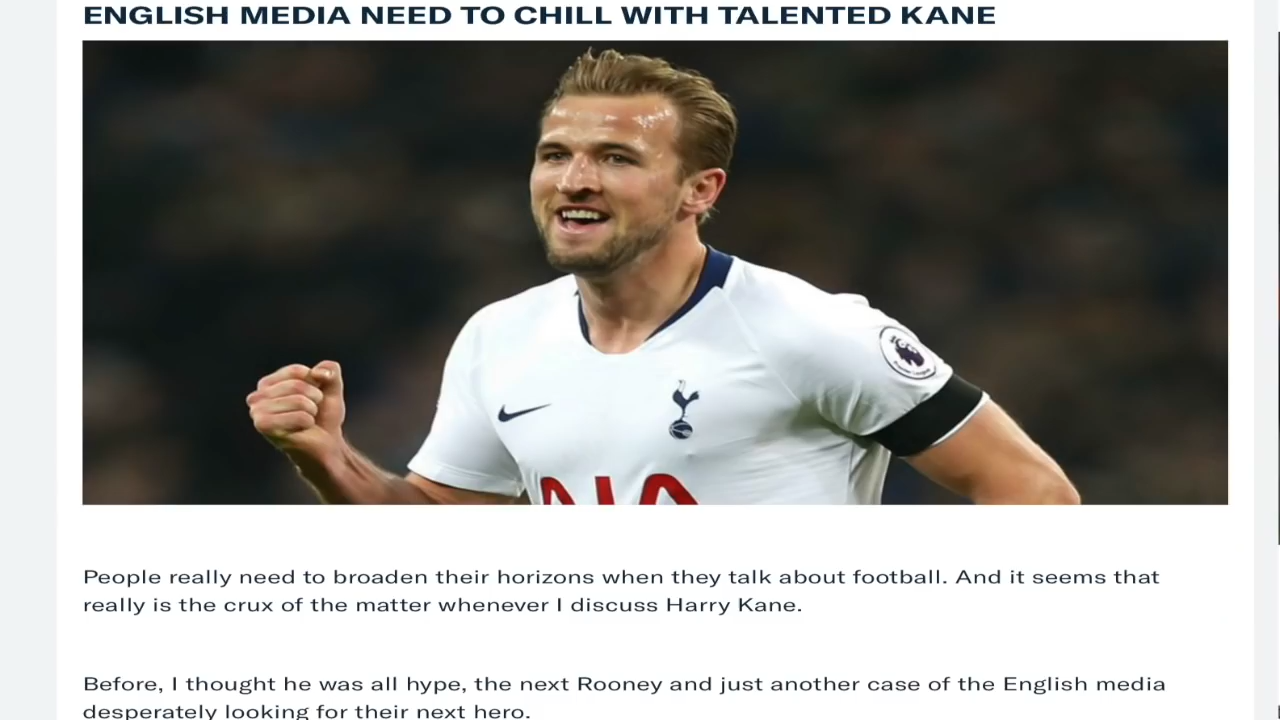 ENGLISH MEDIA NEED TO CHILL WITH TALENTED KANE
People really need to broaden their horizons when they talk about football. And it seems that
really is the crux of the matter whenever I discuss Harry Kane.
Before, I thought he was all hype, the next Rooney and just another case of the English media
desperately looking for their next hero.